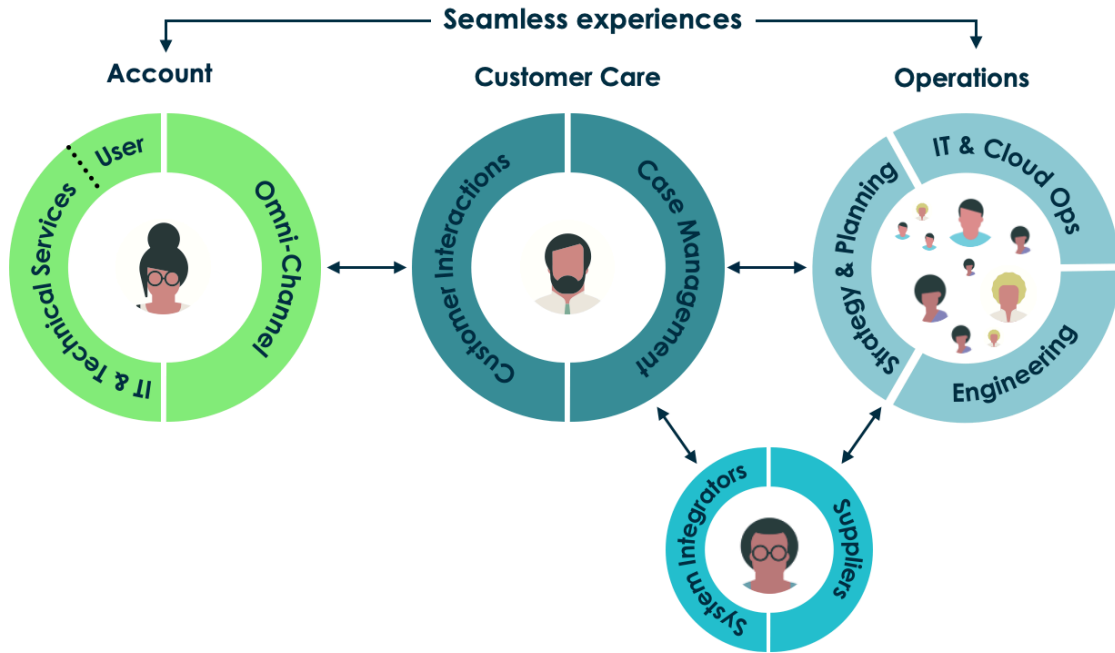 Seamless experiences
Account
Customer Care
Operations
User
IT & Technical Services
Omni-Channel
Customer Interactions
Case Management
Strategy & Planning
IT & Cloud Ops
Engineering
System Integrators
Suppliers